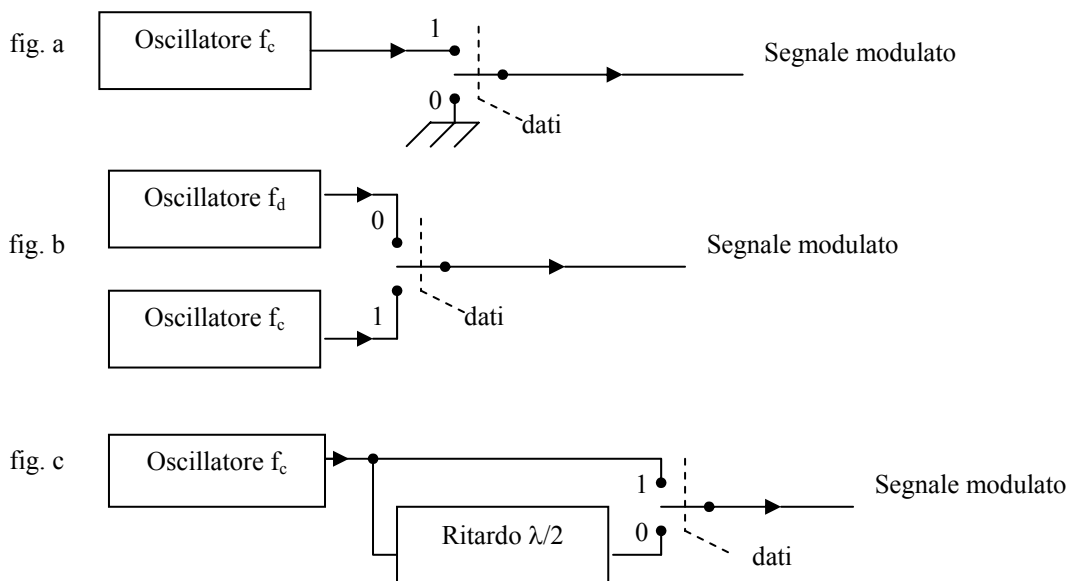 fig. a
Oscillatore f_c
1
Segnale modulato
0
dati
Oscillatore f_d
0
fig. b
Segnale modulato
Oscillatore f_c
1
dati
fig. c
Oscillatore f_c
1
Segnale modulato
Ritardo λ/2
0
dati